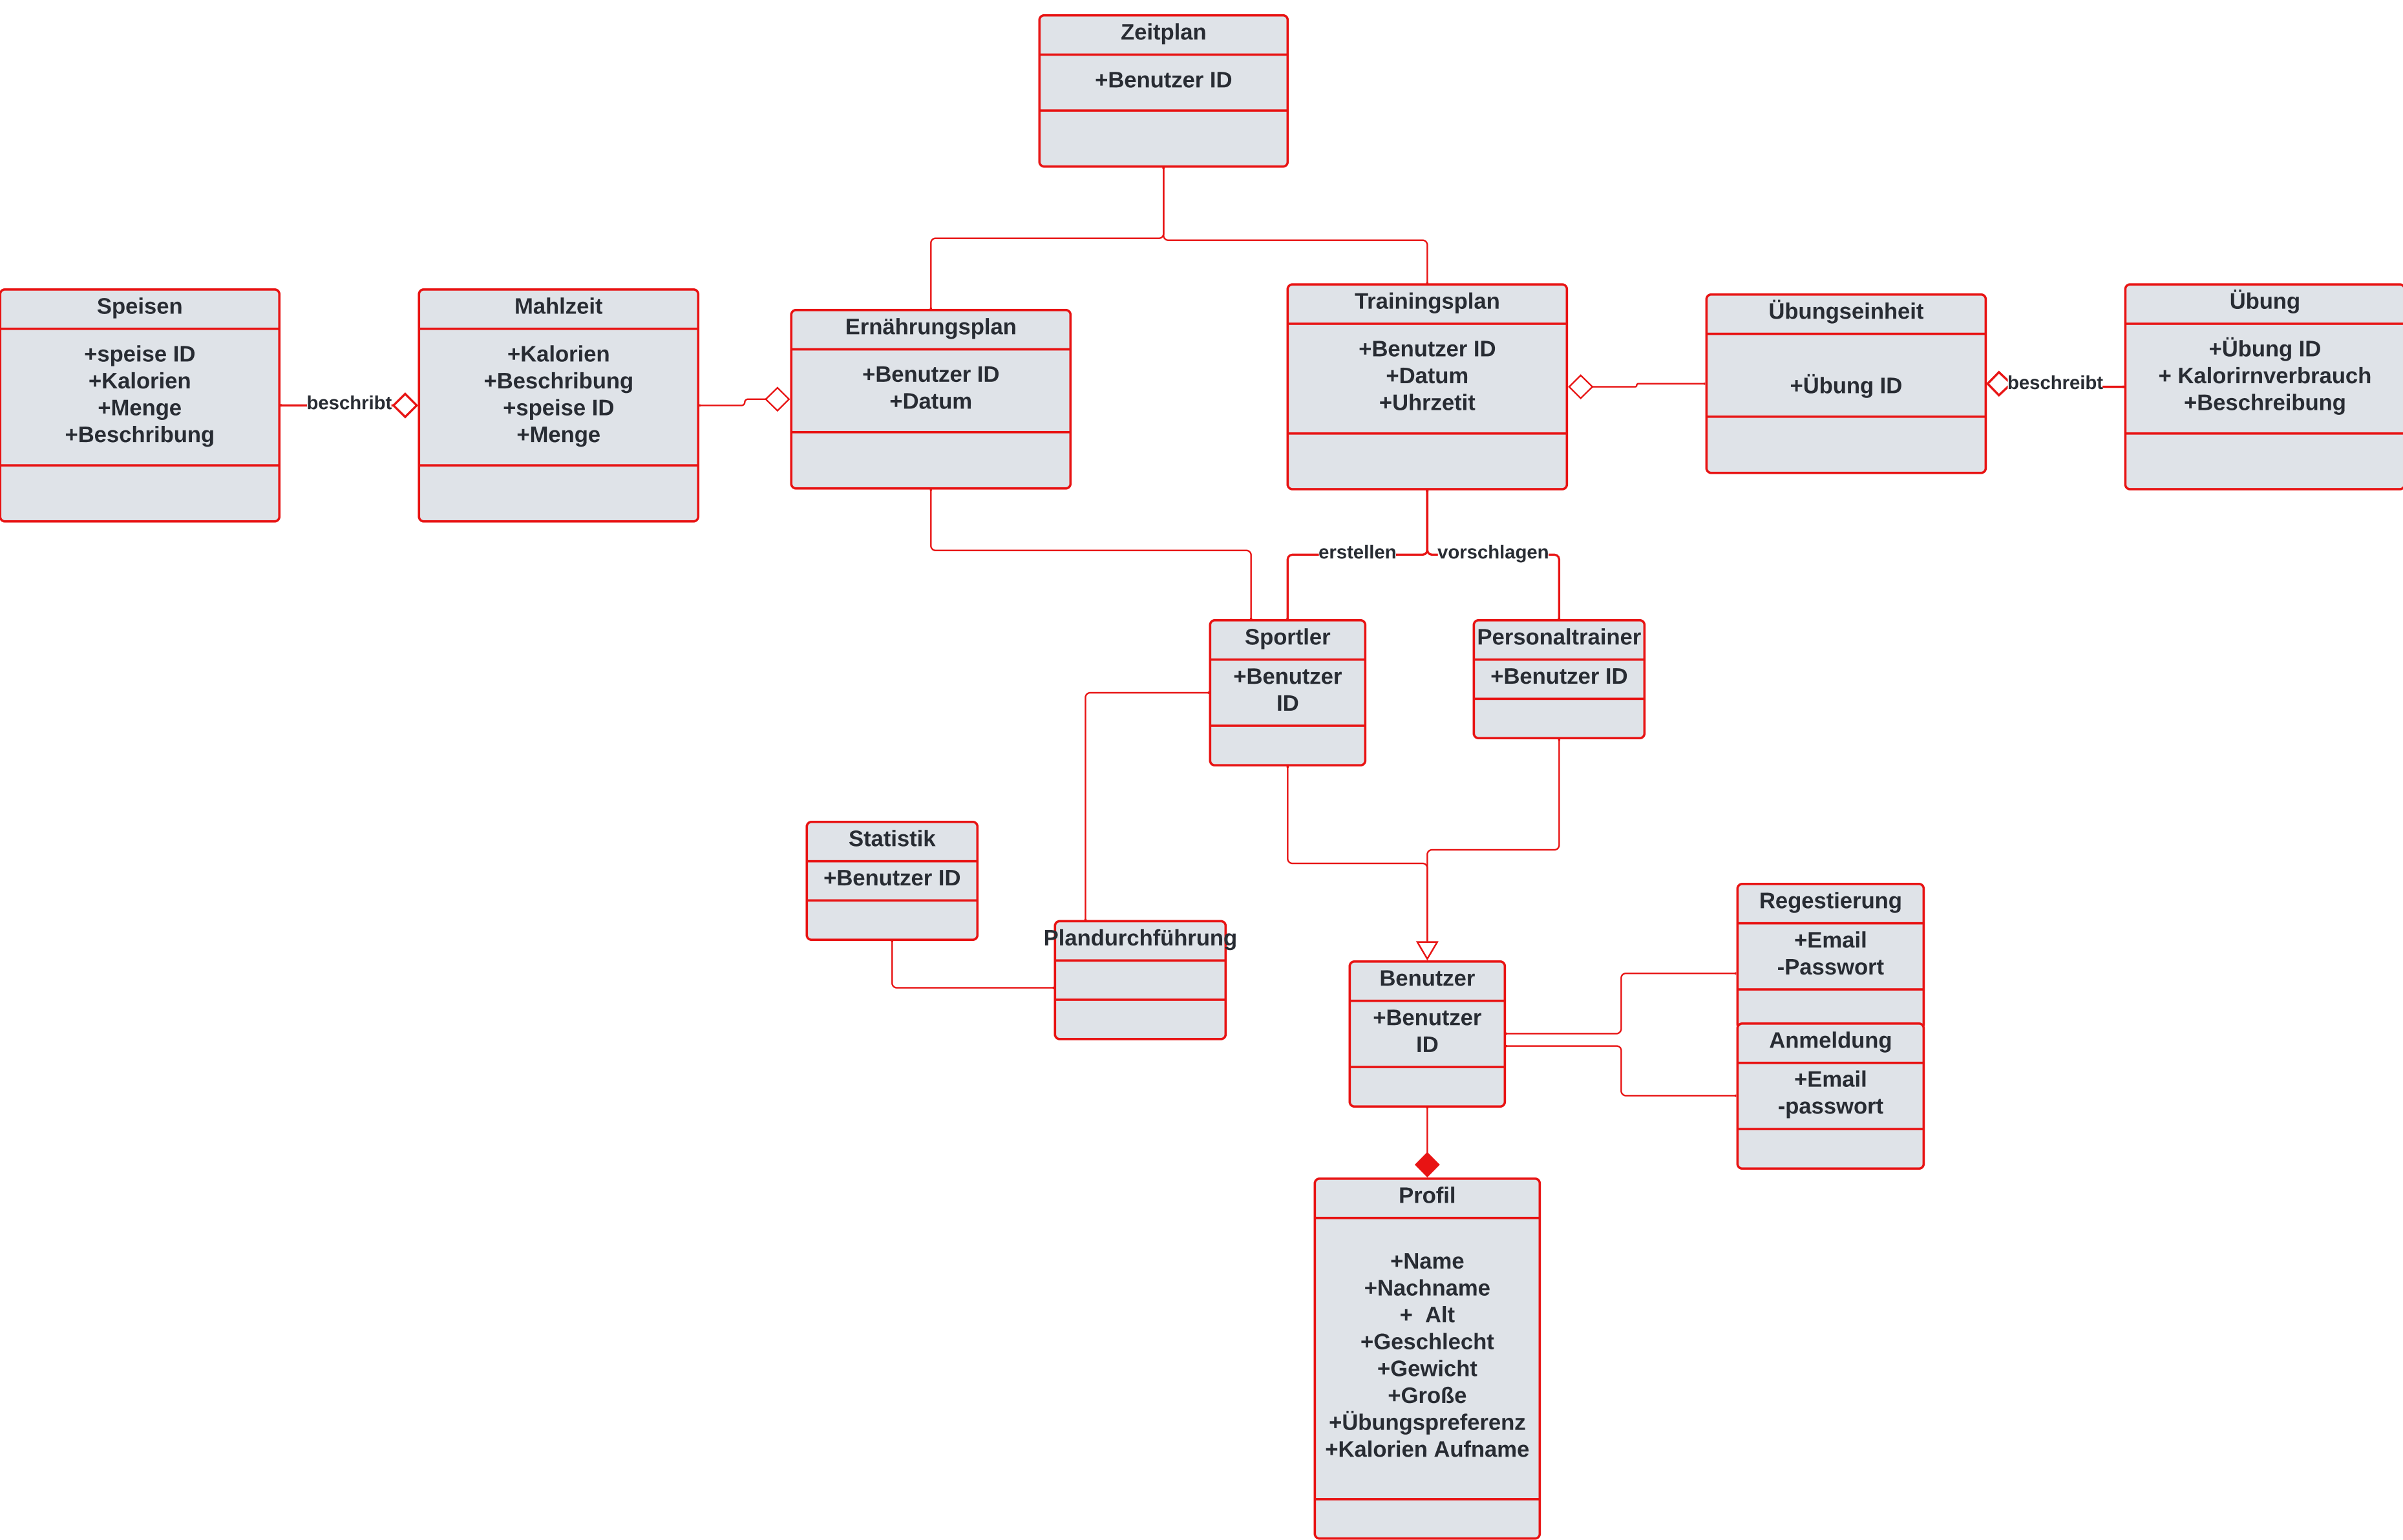 Zeitplan
+Benutzer ID
Speisen
+speise ID
+Kalorien
+Menge
+Beschribung
beschribt
Mahlzeit
+Kalorien
+Beschribung
+speise ID
+Menge
Ernährungsplan
+Benutzer ID
+Datum
Trainingsplan
+Benutzer ID
+Datum
+Uhrzetit
Übungseinheit
+Übung ID
beschreibt
Übung
+Übung ID
+ Kalorirnverbrauch
+Beschreibung
erstellen
vorschlagen
Sportler
+Benutzer
ID
Personaltrainer
+Benutzer ID
Statistik
+Benutzer ID
Plandurchführung
Benutzer
+Benutzer
ID
Regestierung
+Email
-Passwort
Anmeldung
+Email
-passwort
Profil
+Name
+Nachname
+ Alt
+Geschlecht
+Gewicht
+Große
+Übungspreferenz
+Kalorien Aufname